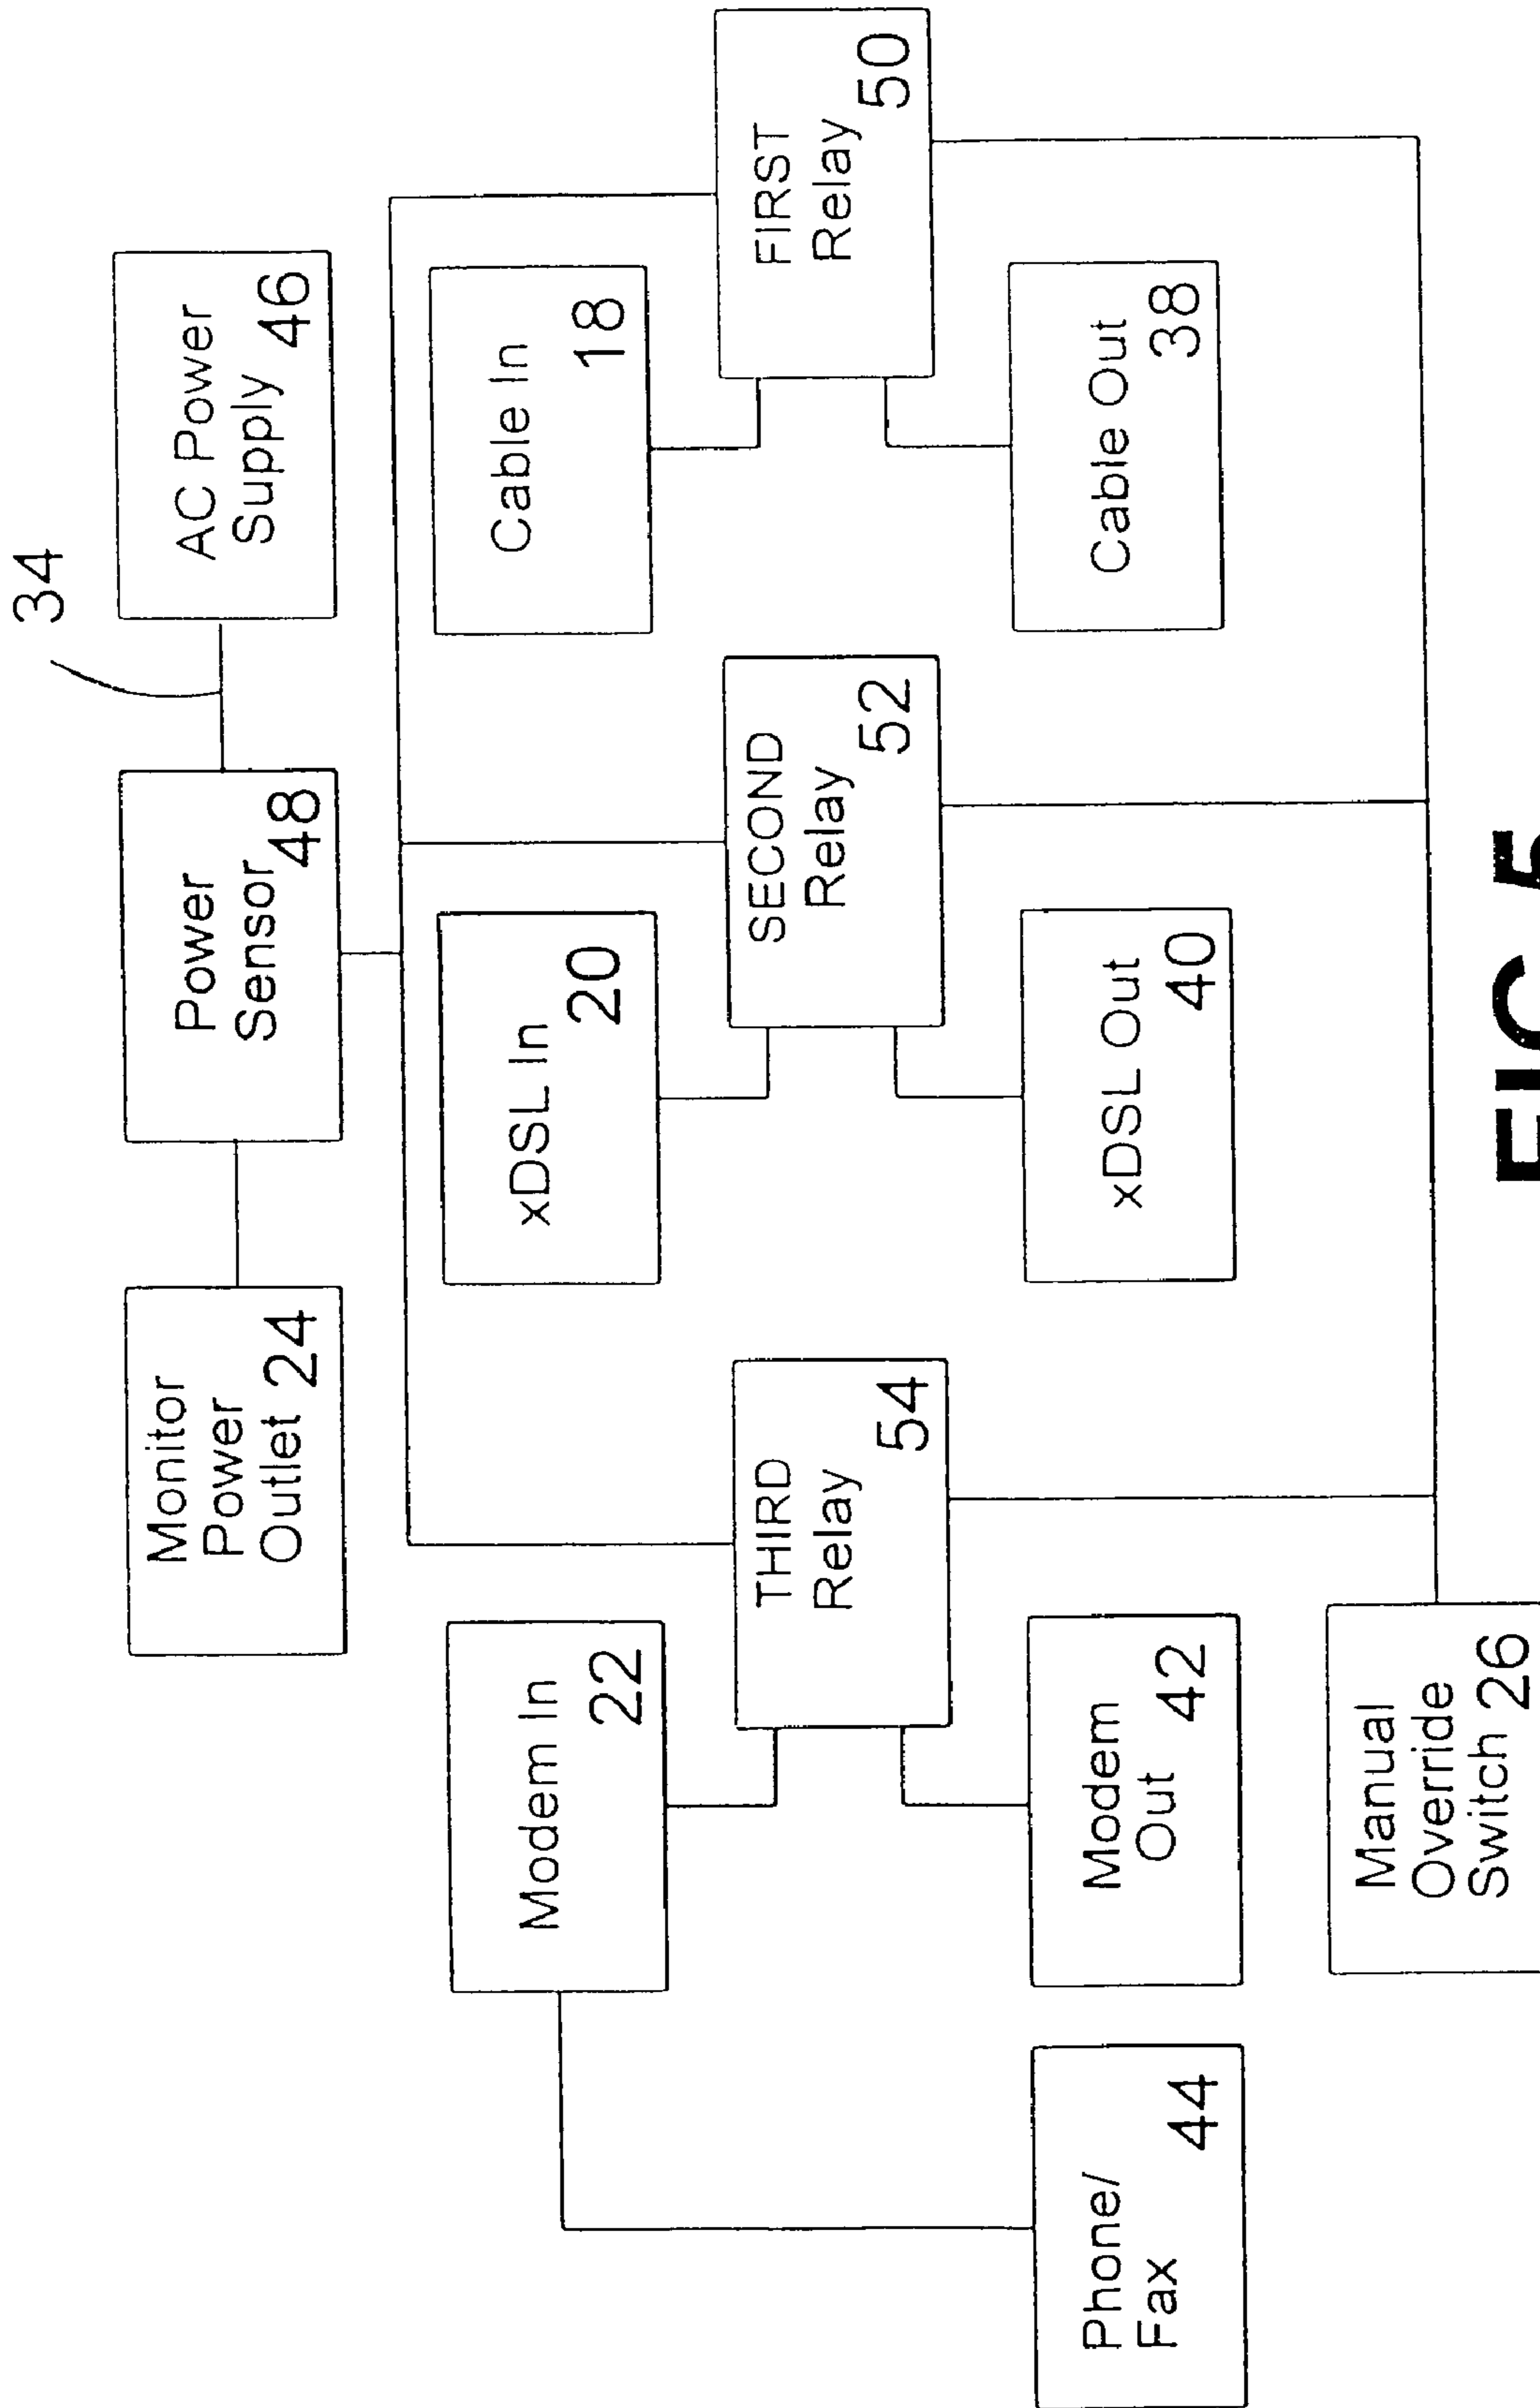 34
Monitor
Power
Outlet 24
Power
Sensor 48
AC Power
Supply 46
Modem In
22
xDSL In
20
Cable In
18
THIRD
Relay
54
SECOND
Relay
52
FIRST
Relay
50
Phone/
Fax 44
Modem
Out 42
xDSL Out
40
Cable Out
38
Manual
Override
Switch 26
FIG 5